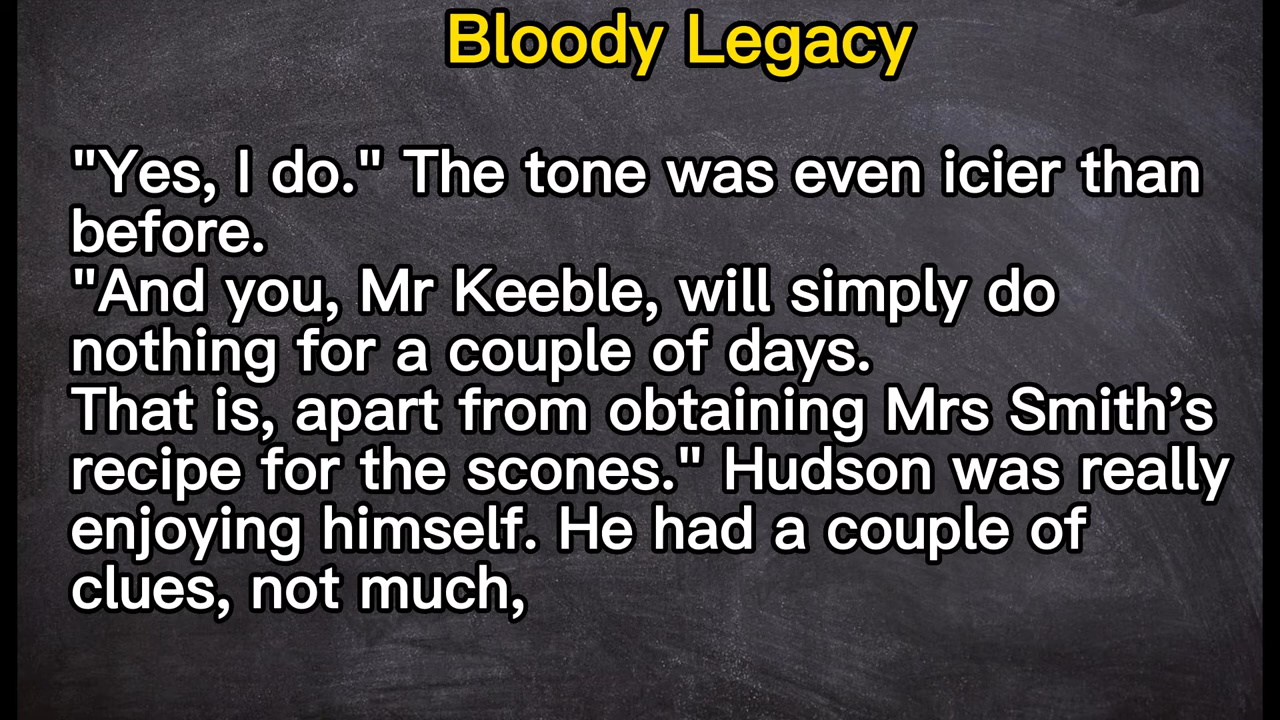 Bloody Legacy
"Yes, I do." The tone was even icier than
before.
"And you, Mr Keeble, will simply do
nothing for a couple of days.
That is, apart from obtaining Mrs Smith’s
recipe for the scones." Hudson was really
enjoying himself. He had a couple of
clues, not much,